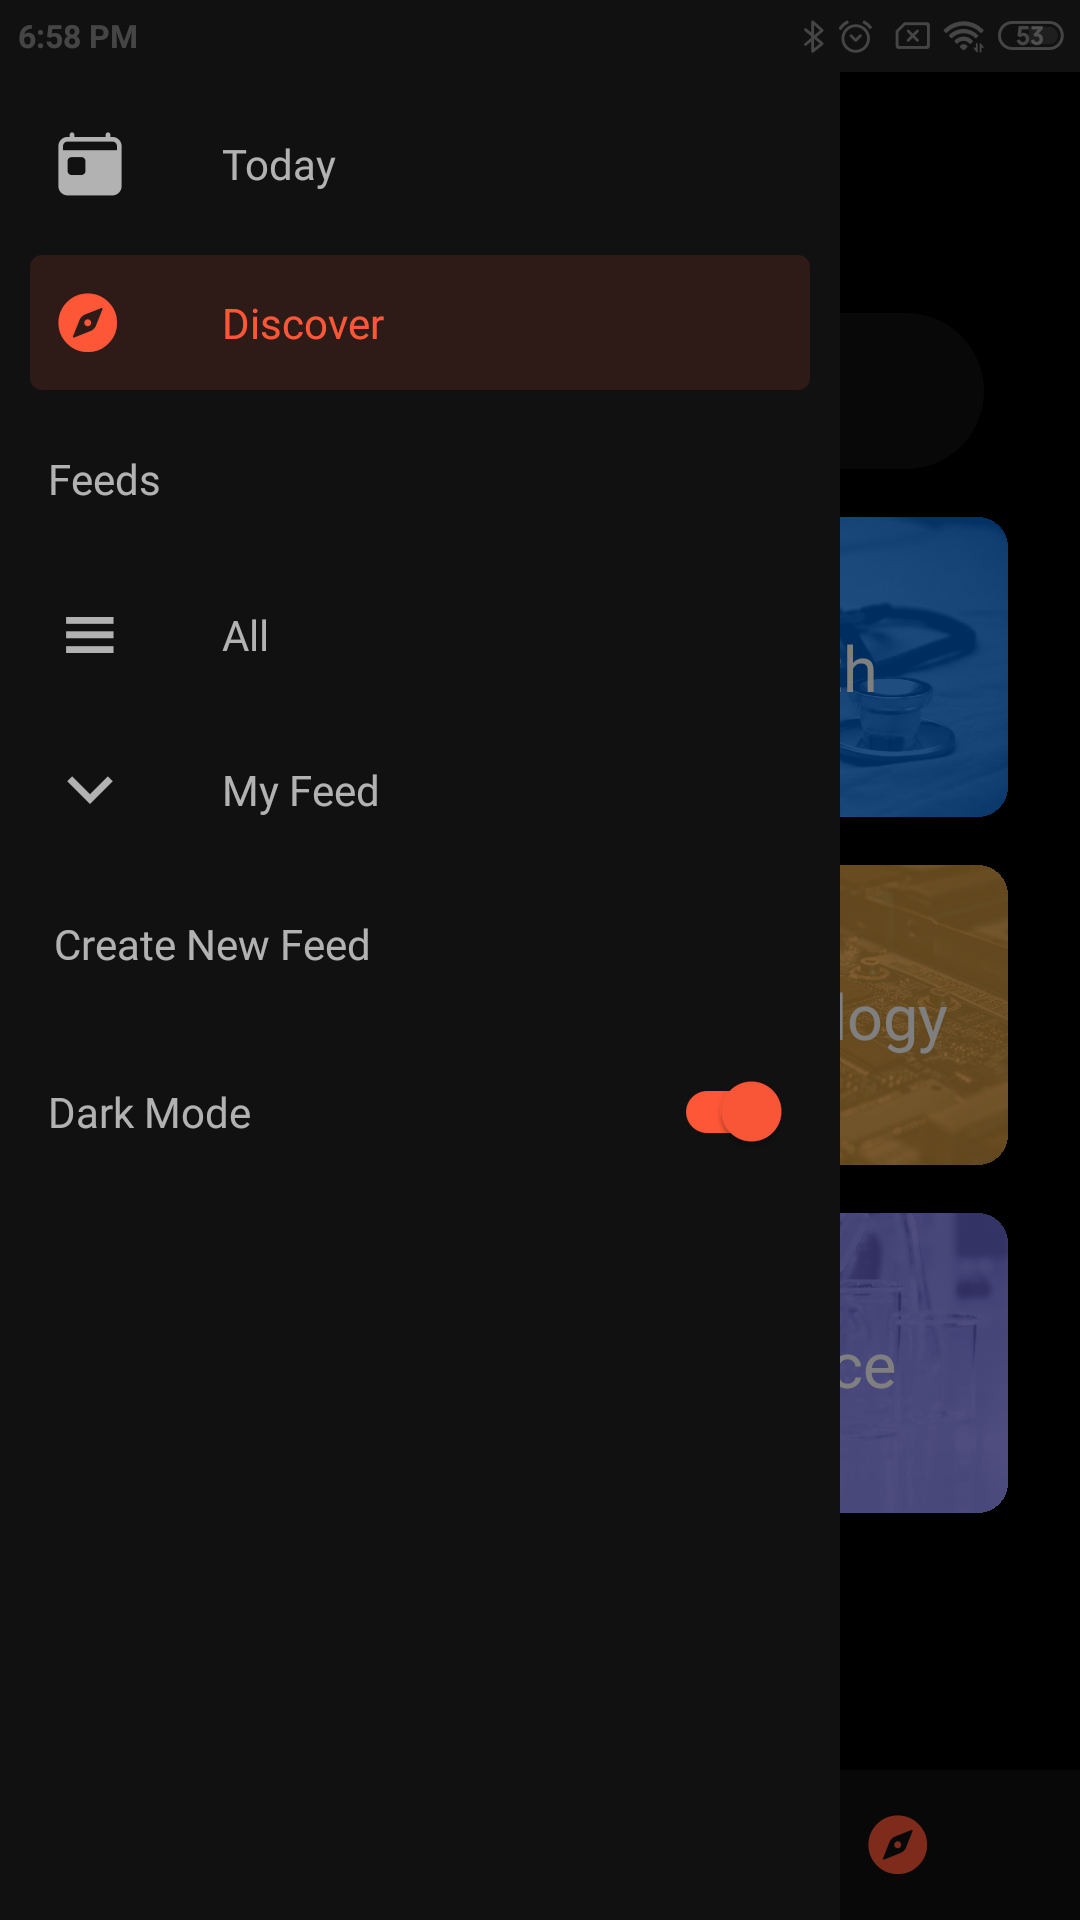 6:58 PM
53
Today
Discover
Feeds
All
h
My Feed
Create New Feed
logy
Dark Mode
ce